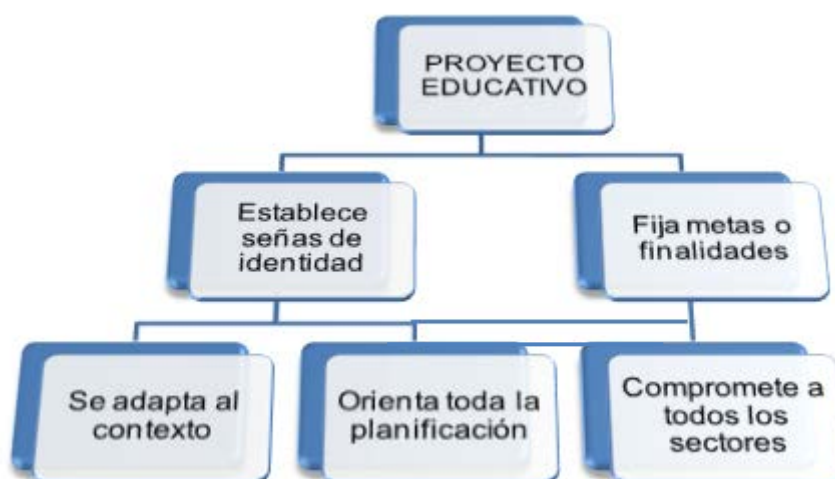 PROYECTO
EDUCATIVO
Establece
señas de
identidad
Fija metas o
finalidades
Se adapta al
contexto
Orienta toda la
planificación
Compromete a
todos los
sectores